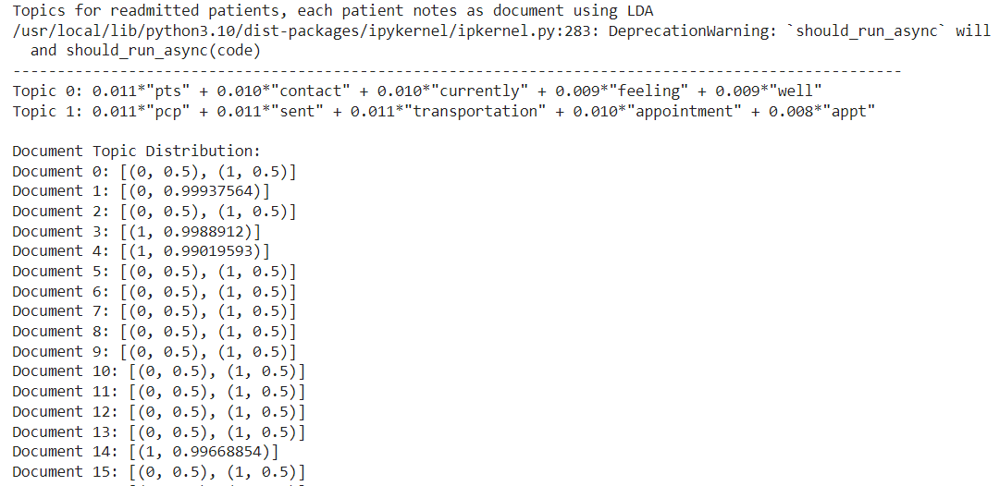 Topics for readmitted patients, each patient notes as document using LDA
/usr/local/lib/python3.10/dist-packages/ipykernel/ipkernel.py:283: DeprecationWarning: `should_run_async` will
  and should_run_async(code)
----------------------------------------------------------------------------------------------------
Topic 0: 0.011*"pts" + 0.010*"contact" + 0.010*"currently" + 0.009*"feeling" + 0.009*"well"
Topic 1: 0.011*"pcp" + 0.011*"sent" + 0.011*"transportation" + 0.010*"appointment" + 0.008*"appt"
Document Topic Distribution:
Document 0: [(0, 0.5), (1, 0.5)]
Document 1: [(0, 0.99937564)]
Document 2: [(0, 0.5), (1, 0.5)]
Document 3: [(1, 0.9988912)]
Document 4: [(1, 0.99019593)]
Document 5: [(0, 0.5), (1, 0.5)]
Document 6: [(0, 0.5), (1, 0.5)]
Document 7: [(0, 0.5), (1, 0.5)]
Document 8: [(0, 0.5), (1, 0.5)]
Document 9: [(0, 0.5), (1, 0.5)]
Document 10: [(0, 0.5), (1, 0.5)]
Document 11: [(0, 0.5), (1, 0.5)]
Document 12: [(0, 0.5), (1, 0.5)]
Document 13: [(0, 0.5), (1, 0.5)]
Document 14: [(1, 0.99668854)]
Document 15: [(0, 0.5), (1, 0.5)]